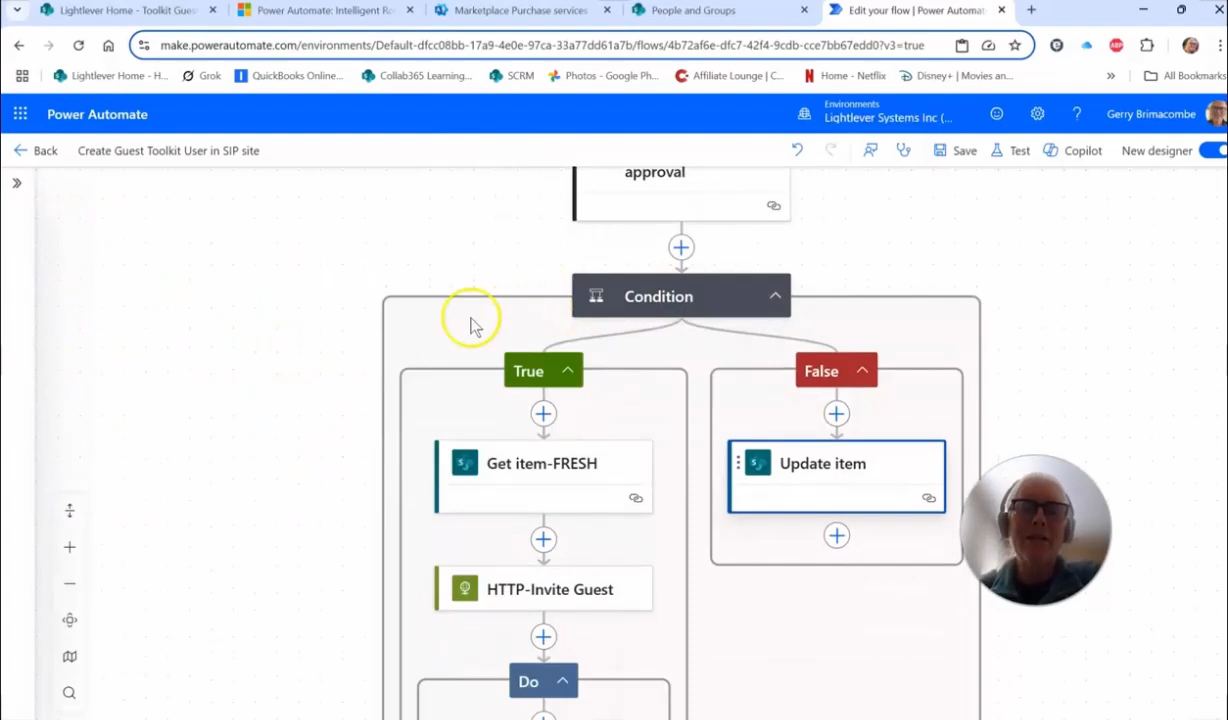 Lightlever Home - Toolkit Gues
Power Automate: Intelligent Ro
Marketplace Purchase services
People and Groups
Edit your flow | Power Automat
make.powerautomate.com/environments/Default-dfcc08bb-17a9-4e0e-97ca-33a77dd61a7b/flows/4b72af6e-dfc7-42f4-9cdb-cce7bb67edd0?v3=true
Lightlever Home - H...
Grok
QuickBooks Online...
Collab365 Learning...
SCRM
Photos - Google Ph...
Affiliate Lounge | C...
Home - Netflix
Disney+ | Movies an...
All Bookmarks
ABP
Power Automate
Environments
Lightlever Systems Inc (...
Gerry Brimacombe
Back
Create Guest Toolkit User in SIP site
Save
Test
Copilot
New designer
approval
Condition
True
False
Get item-FRESH
Update item
HTTP-Invite Guest
Do